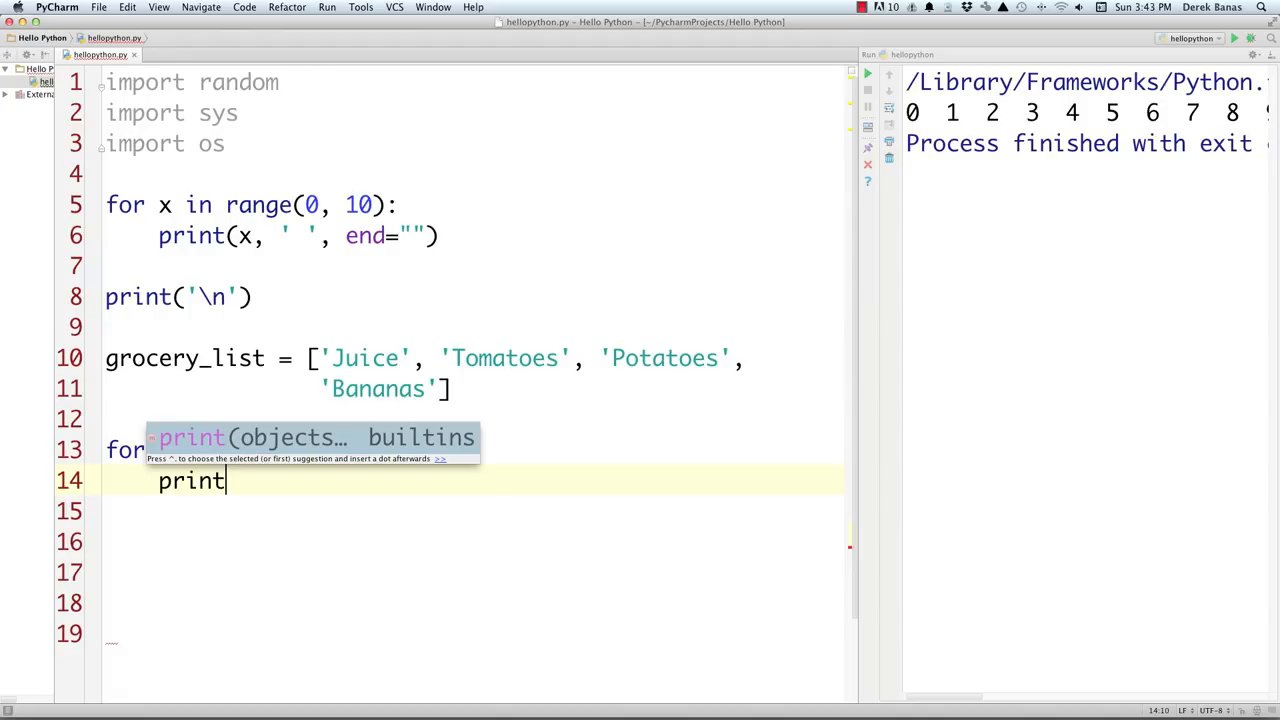 PyCharm File Edit View Navigate Code Refactor Run Tools VCS Window Help 10 Sun 3:43 PM Derek Banas
hellopython.py – Hello Python – [~/PycharmProjects/Hello Python]
Hello Python hellopython.py hellopython
hellopython.py × Run hellopython
Hello P
hell
Externa
1 import random
2 import sys
3 import os
4
5 for x in range(0, 10):
6 print(x, ' ', end="")
7
8 print('\n')
9
10 grocery_list = ['Juice', 'Tomatoes', 'Potatoes',
11 'Bananas']
12
print(objects… builtins
13 for
Press ^. to choose the selected (or first) suggestion and insert a dot afterwards >>
14 print
15
16
17
18
19
/Library/Frameworks/Python.
0 1 2 3 4 5 6 7 8
Process finished with exit
14:10 LF UTF-8